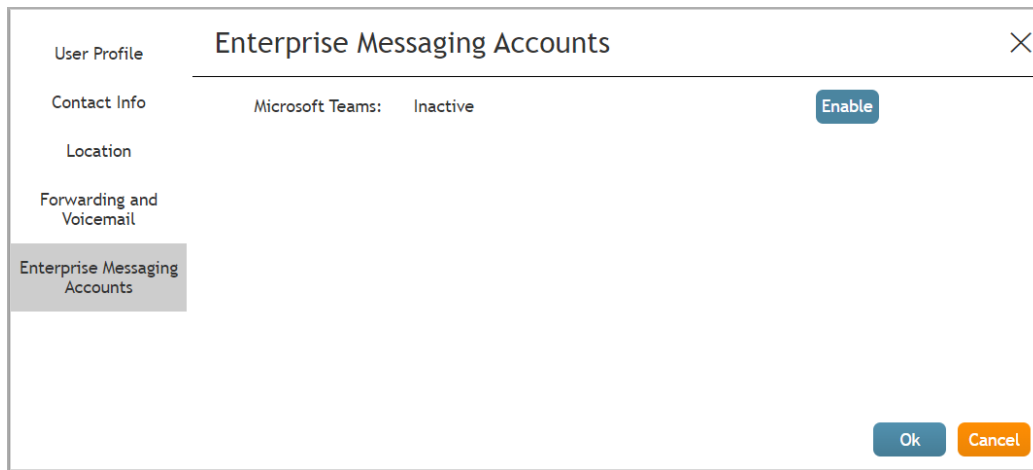 User Profile
Contact Info
Location
Forwarding and
Voicemail
Enterprise Messaging
Accounts
Enterprise Messaging Accounts
Microsoft Teams: Inactive Enable
Ok Cancel